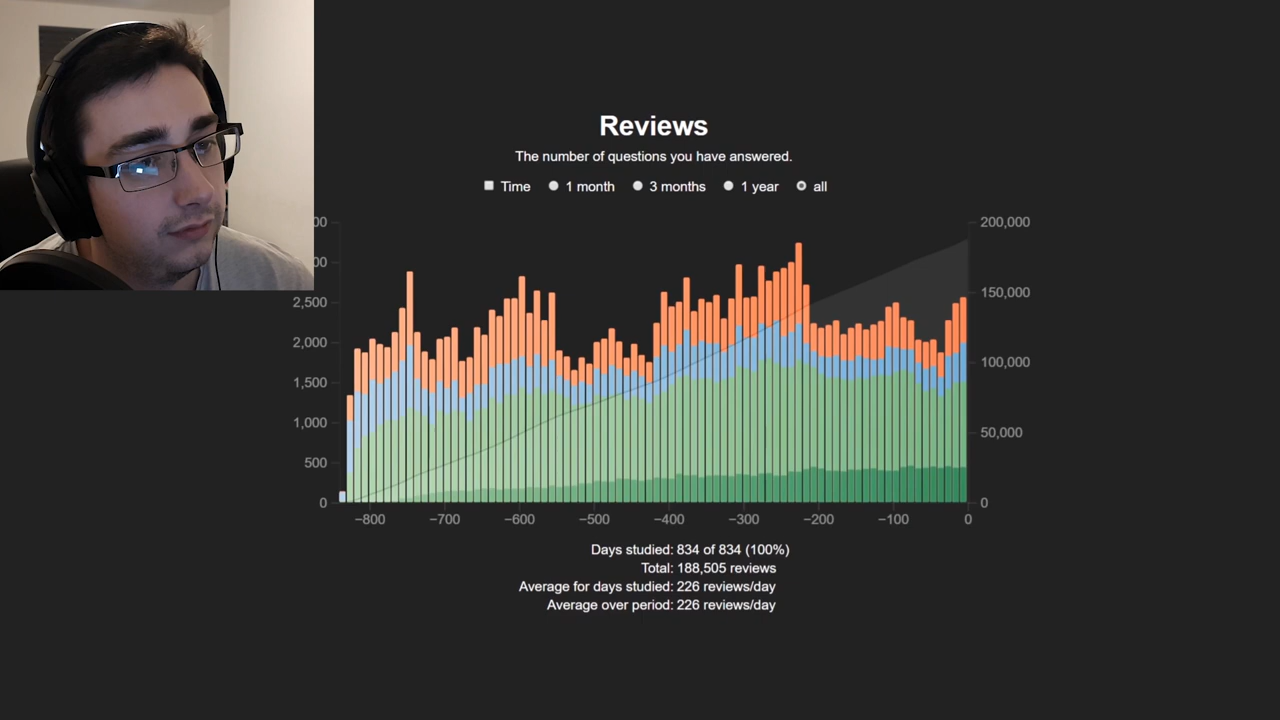 Reviews
The number of questions you have answered.
Time 1 month 3 months 1 year all
00 200,000
00 150,000
2,500
2,000
100,000
1,500
1,000
50,000
500
0 0
−800 −700 −600 −500 −400 −300 −200 −100 0
Days studied: 834 of 834 (100%)
Total: 188,505 reviews
Average for days studied: 226 reviews/day
Average over period: 226 reviews/day